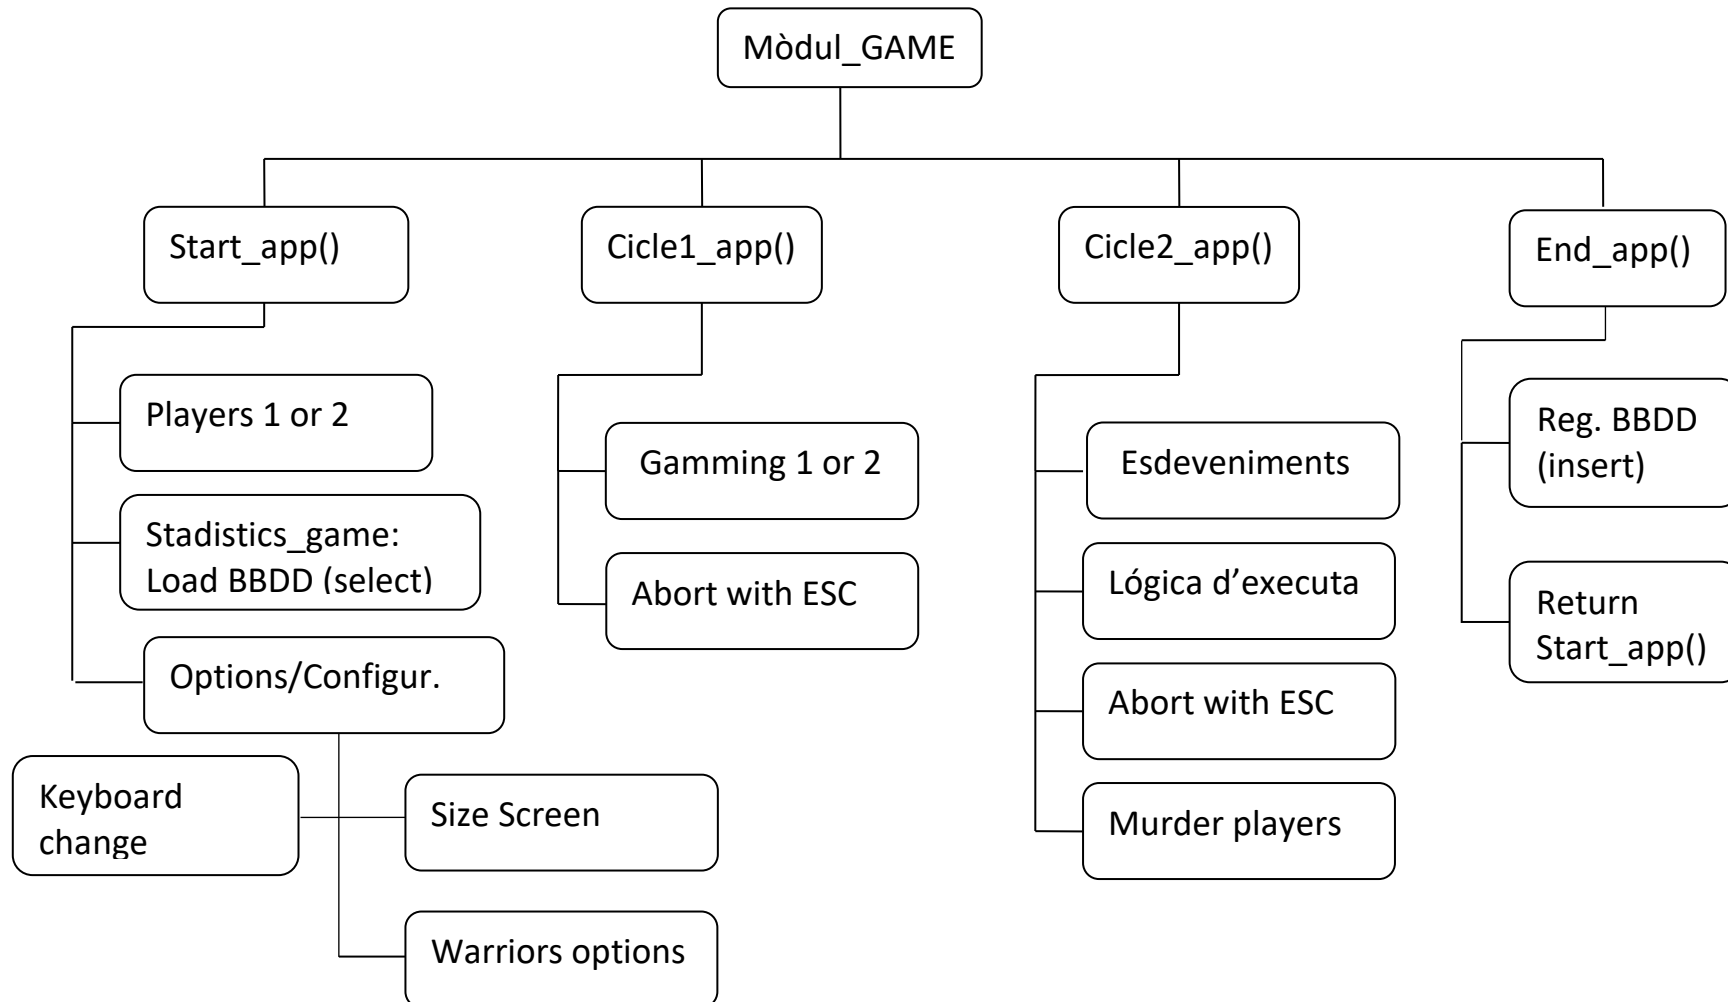 Mòdul_GAME
Start_app()
Cicle1_app()
Cicle2_app()
End_app()
Players 1 or 2
Stadistics_game:
Load BBDD (select)
Options/Configur.
Keyboard
change
Size Screen
Warriors options
Gamming 1 or 2
Abort with ESC
Esdeveniments
Lógica d’executa
Abort with ESC
Murder players
Reg. BBDD
(insert)
Return
Start_app()